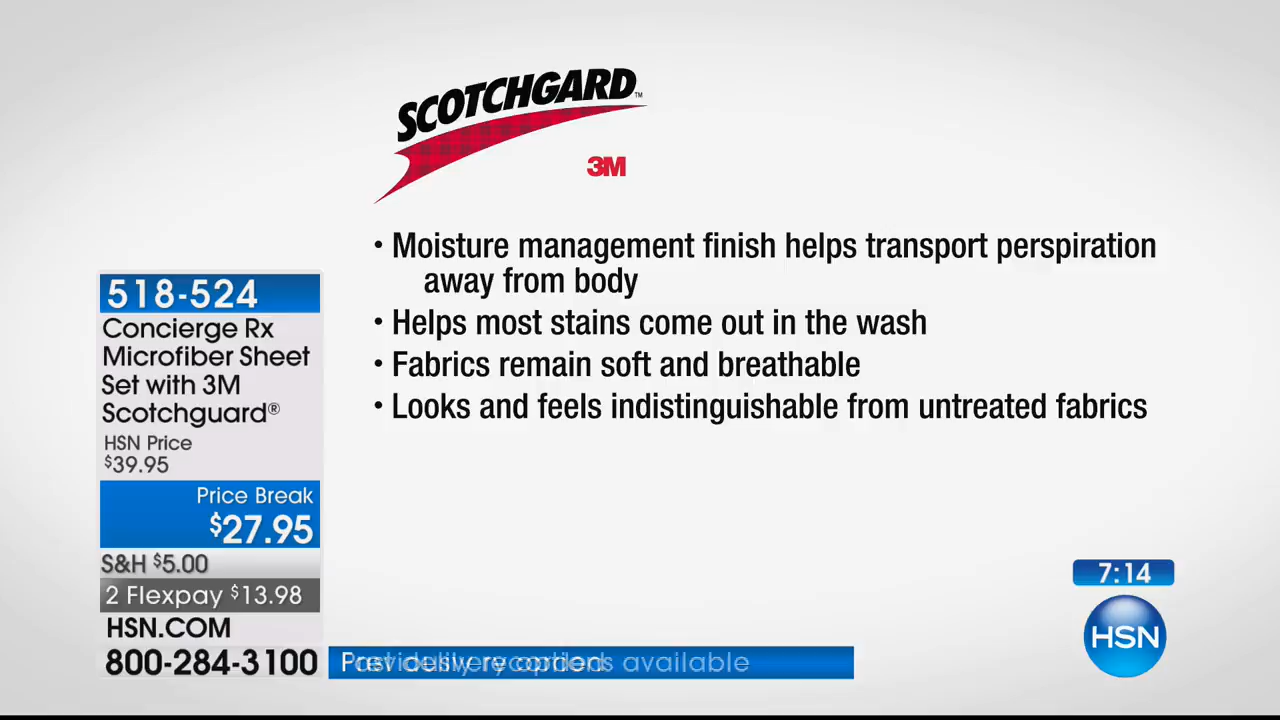 SCOTCHGARD™
3M
• Moisture management finish helps transport perspiration
away from body
• Helps most stains come out in the wash
• Fabrics remain soft and breathable
• Looks and feels indistinguishable from untreated fabrics
518-524
Concierge Rx
Microfiber Sheet
Set with 3M
Scotchguard®
HSN Price
$39.95
Price Break
$27.95
S&H $5.00
2 Flexpay $13.98
HSN.COM
800-284-3100
available
7:14
HSN